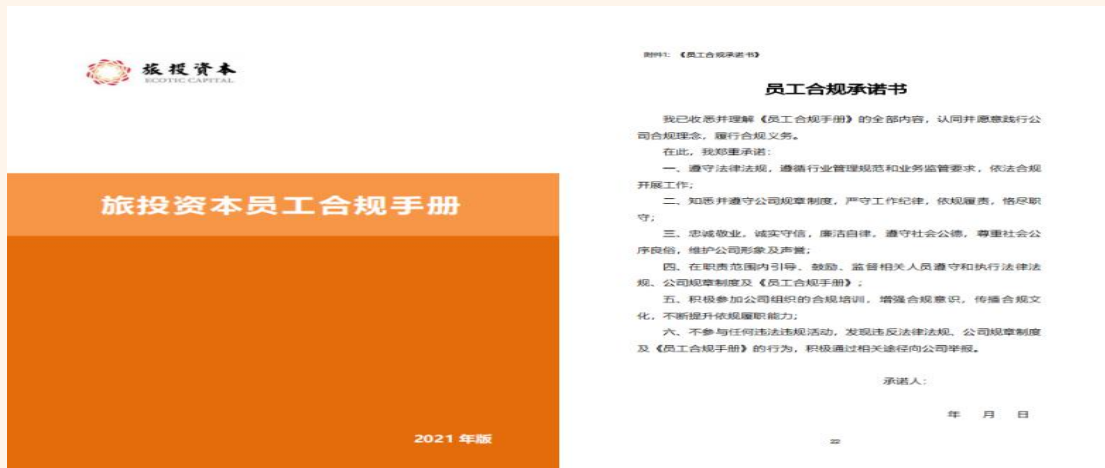 旅投资本
ECOTIC CAPITAL
旅投资本员工合规手册
2021 年版
附件1：《员工合规承诺书》
员工合规承诺书
我已收悉并理解《员工合规手册》的全部内容，认同并愿意践行公
司合规理念，履行合规义务。
在此，我郑重承诺：
一、遵守法律法规，遵循行业管理规范和业务监管要求，依法合规
开展工作；
二、知悉并遵守公司规章制度，严守工作纪律，依规履责，恪尽职
守；
三、忠诚敬业，诚实守信，廉洁自律，遵守社会公德，尊重社会公
序良俗，维护公司形象及声誉；
四、在职责范围内引导、鼓励、监督相关人员遵守和执行法律法
规、公司规章制度及《员工合规手册》；
五、积极参加公司组织的合规培训，增强合规意识，传播合规文
化，不断提升依规履职能力；
六、不参与任何违法违规活动，发现违反法律法规、公司规章制度
及《员工合规手册》的行为，积极通过相关途径向公司举报。
承诺人：
年 月 日
22